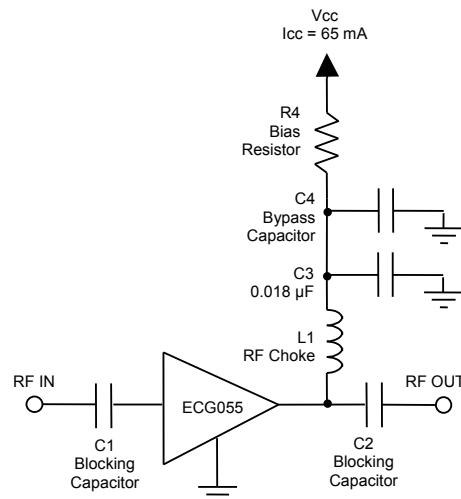 Vcc
Icc = 65 mA
R4
Bias
Resistor
C4
Bypass
Capacitor
C3
0.018 µF
L1
RF Choke
RF IN
RF OUT
ECG055
C1
Blocking
Capacitor
C2
Blocking
Capacitor